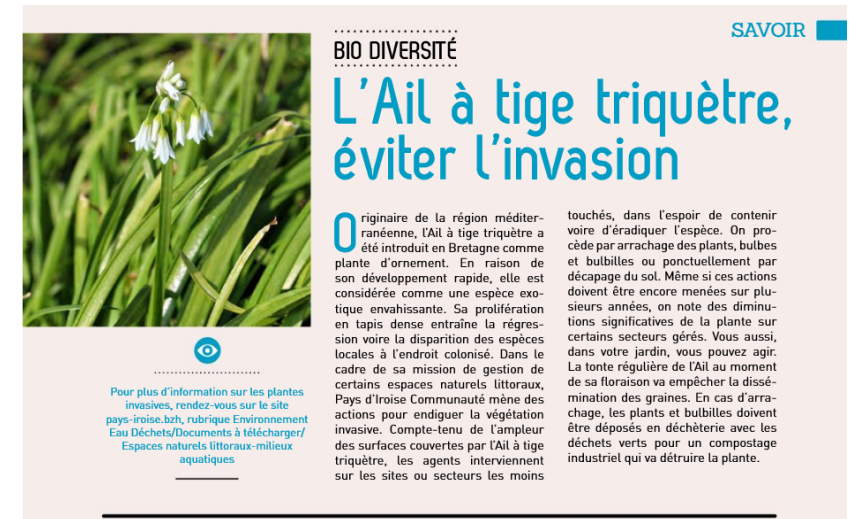 SAVOIR
BIO DIVERSITÉ
L'Ail à tige triquètre,
éviter l'invasion
Originaire de la région méditer-
ranéenne, l'Ail à tige triquètre a
été introduit en Bretagne comme
plante d'ornement. En raison de
son développement rapide, elle est
considérée comme une espèce exo-
tique envahissante. Sa prolifération
en tapis dense entraîne la régres-
sion voire la disparition des espèces
locales à l'endroit colonisé. Dans le
cadre de sa mission de gestion de
certains espaces naturels littoraux,
Pays d'Iroise Communauté mène des
actions pour endiguer la végétation
invasive. Compte-tenu de l'ampleur
des surfaces couvertes par l'Ail à tige
triquètre, les agents interviennent
sur les sites ou secteurs les moins
touchés, dans l'espoir de contenir
voire d'éradiquer l'espèce. On pro-
cède par arrachage des plants, bulbes
et bulbilles ou ponctuellement par
décapage du sol. Même si ces actions
doivent être encore menées sur plu-
sieurs années, on note des diminu-
tions significatives de la plante sur
certains secteurs gérés. Vous aussi,
dans votre jardin, vous pouvez agir.
La tonte régulière de l'Ail au moment
de sa floraison va empêcher la dissé-
mination des graines. En cas d'arra-
chage, les plants et bulbilles doivent
être déposés en déchèterie avec les
déchets verts pour un compostage
industriel qui va détruire la plante.
Pour plus d'information sur les plantes
invasives, rendez-vous sur le site
pays-iroise.bzh, rubrique Environnement
Eau Déchets/Documents à télécharger/
Espaces naturels littoraux-milieux
aquatiques